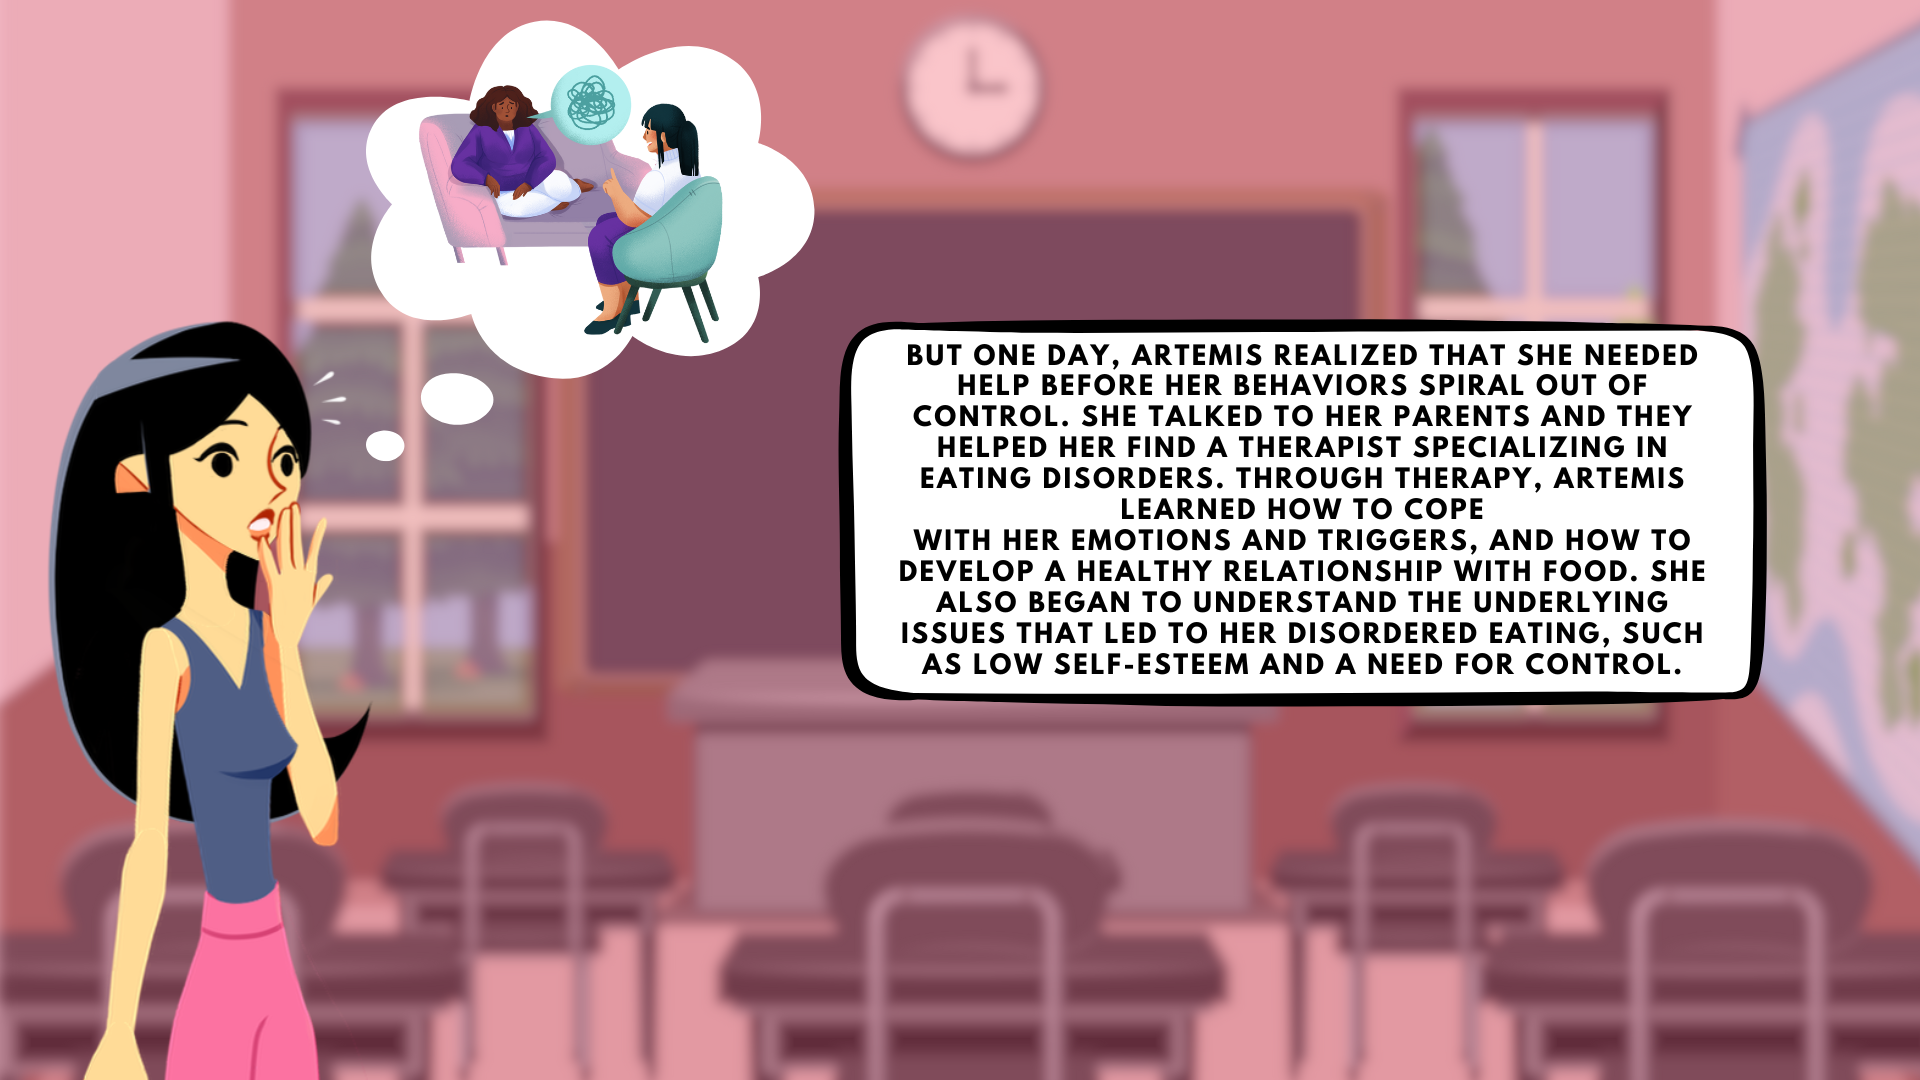 BUT ONE DAY, ARTEMIS REALIZED THAT SHE NEEDED
HELP BEFORE HER BEHAVIORS SPIRAL OUT OF
CONTROL. SHE TALKED TO HER PARENTS AND THEY
HELPED HER FIND A THERAPIST SPECIALIZING IN
EATING DISORDERS. THROUGH THERAPY, ARTEMIS
LEARNED HOW TO COPE
WITH HER EMOTIONS AND TRIGGERS, AND HOW TO
DEVELOP A HEALTHY RELATIONSHIP WITH FOOD. SHE
ALSO BEGAN TO UNDERSTAND THE UNDERLYING
ISSUES THAT LED TO HER DISORDERED EATING, SUCH
AS LOW SELF-ESTEEM AND A NEED FOR CONTROL.